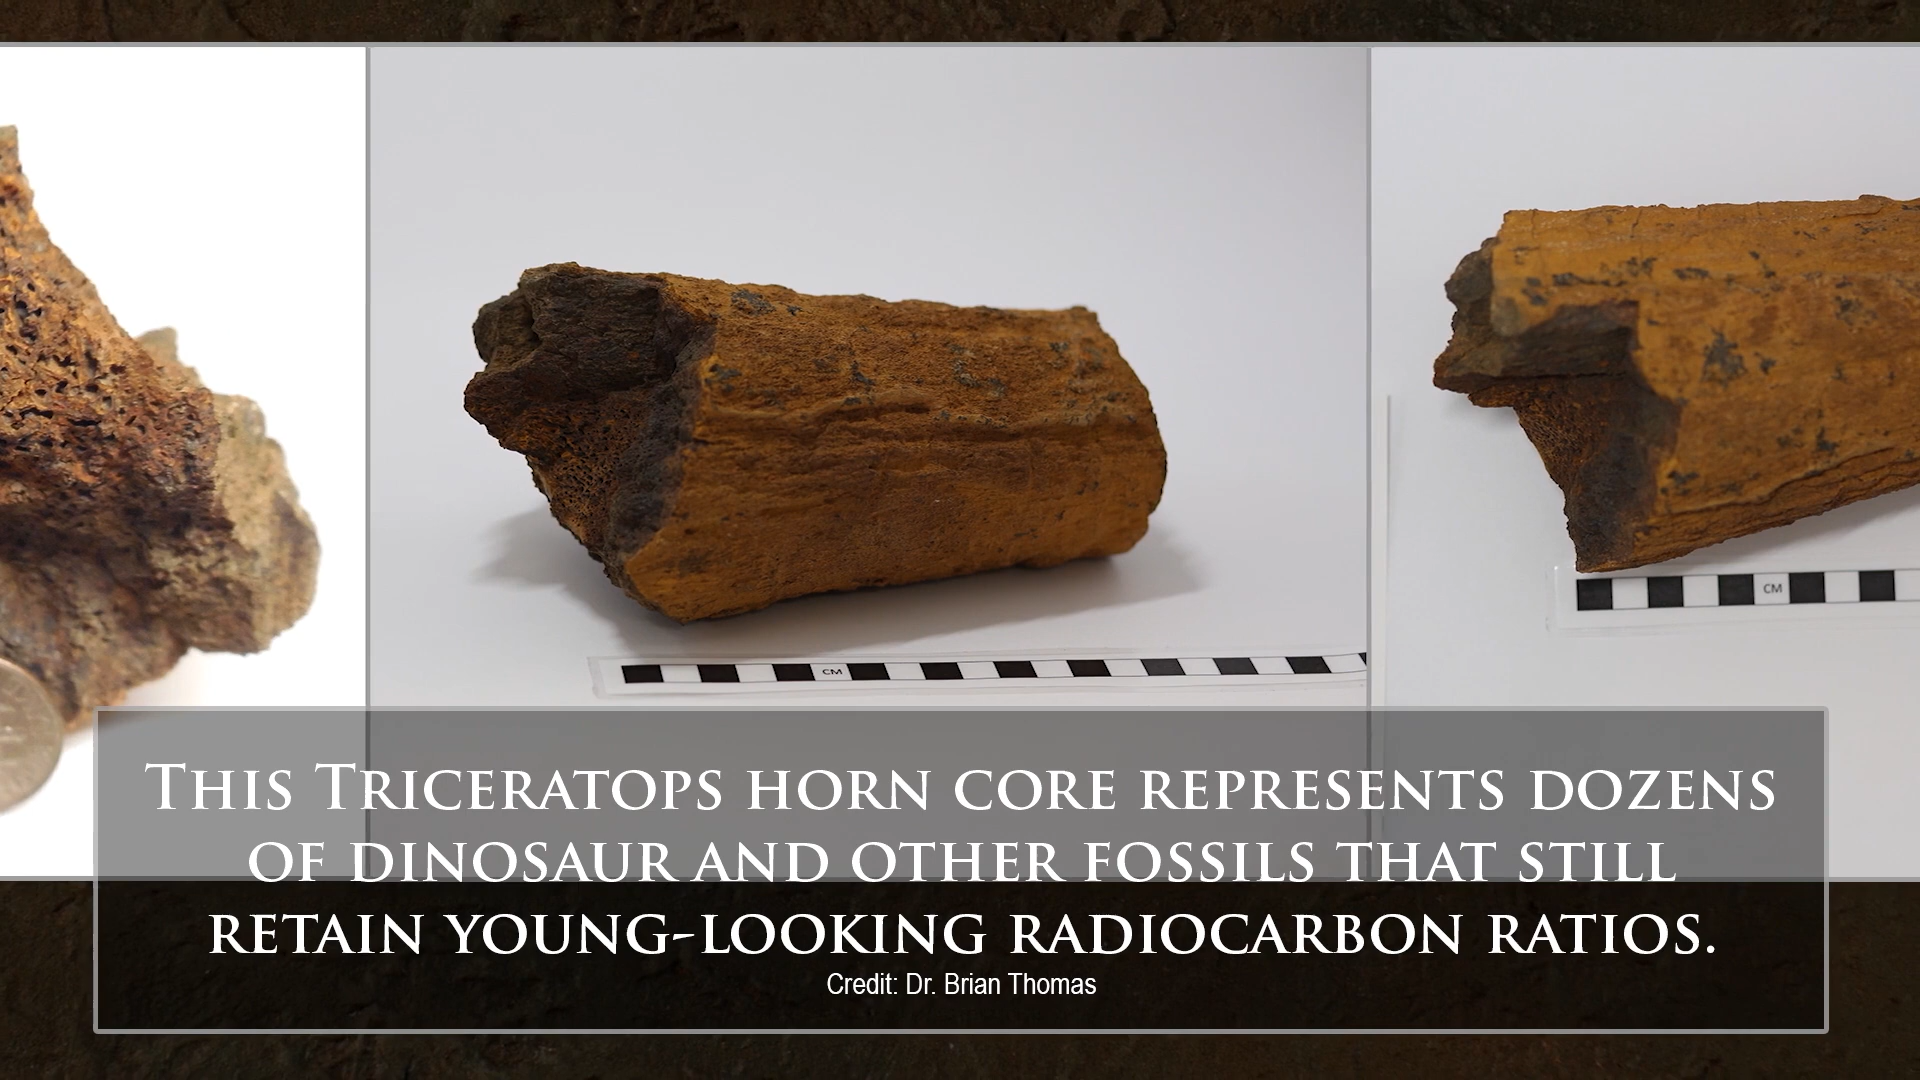 CM
CM
This Triceratops horn core represents dozens
of dinosaur and other fossils that still
retain young-looking radiocarbon ratios.
Credit: Dr. Brian Thomas